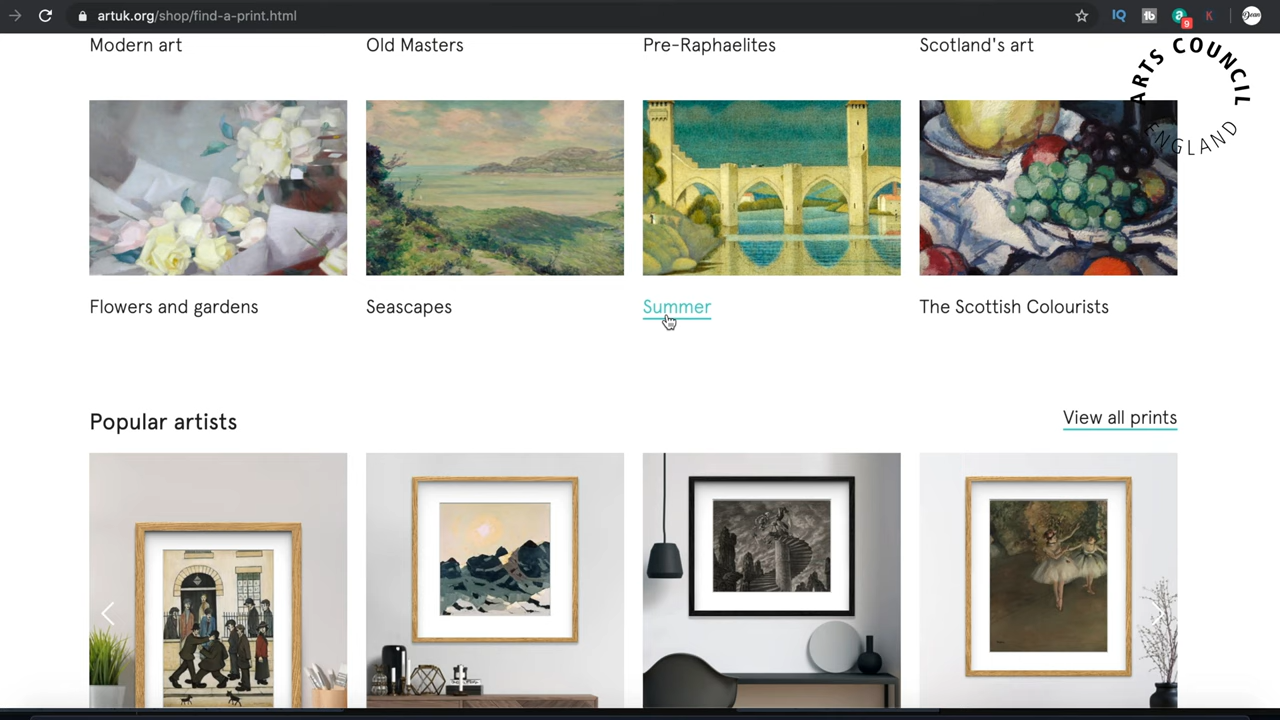 artuk.org/shop/find-a-print.html
Modern art
Old Masters
Pre-Raphaelites
Scotland's art
ARTS COUNCIL
ENGLAND
Flowers and gardens
Seascapes
Summer
The Scottish Colourists
Popular artists
View all prints